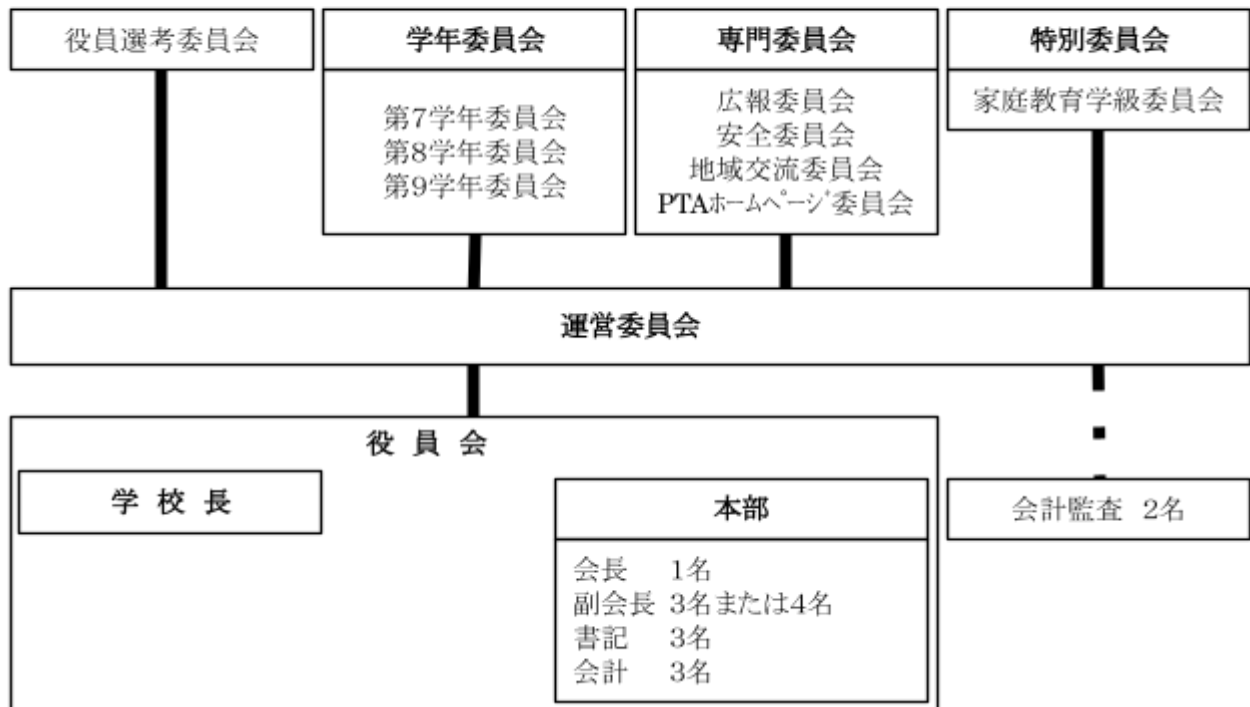 役員選考委員会
学年委員会
第7学年委員会
第8学年委員会
第9学年委員会
専門委員会
広報委員会
安全委員会
地域交流委員会
PTAホームページ委員会
特別委員会
家庭教育学級委員会
運営委員会
役 員 会
学 校 長
本部
会長 1名
副会長 3名または4名
書記 3名
会計 3名
会計監査 2名